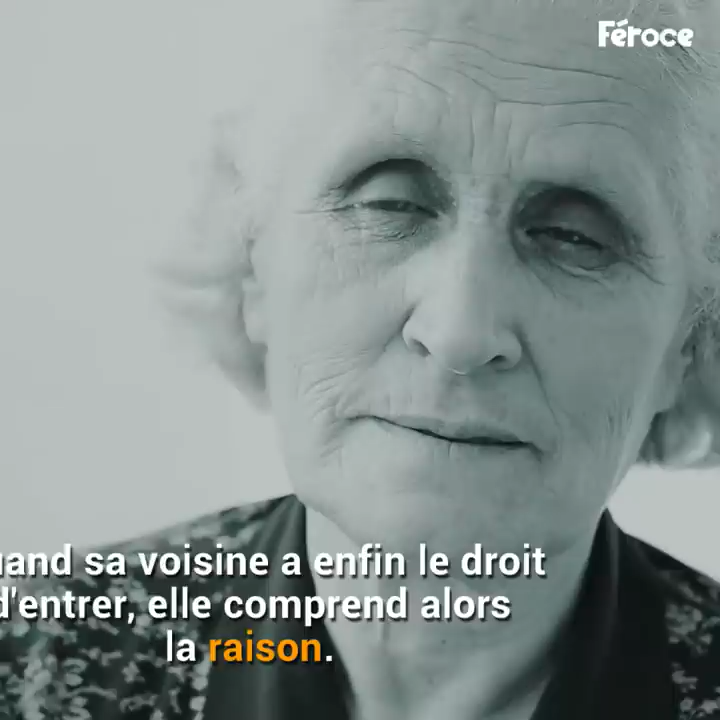 Féroce
uand sa voisine a enfin le droit
d'entrer, elle comprend alors
la raison.